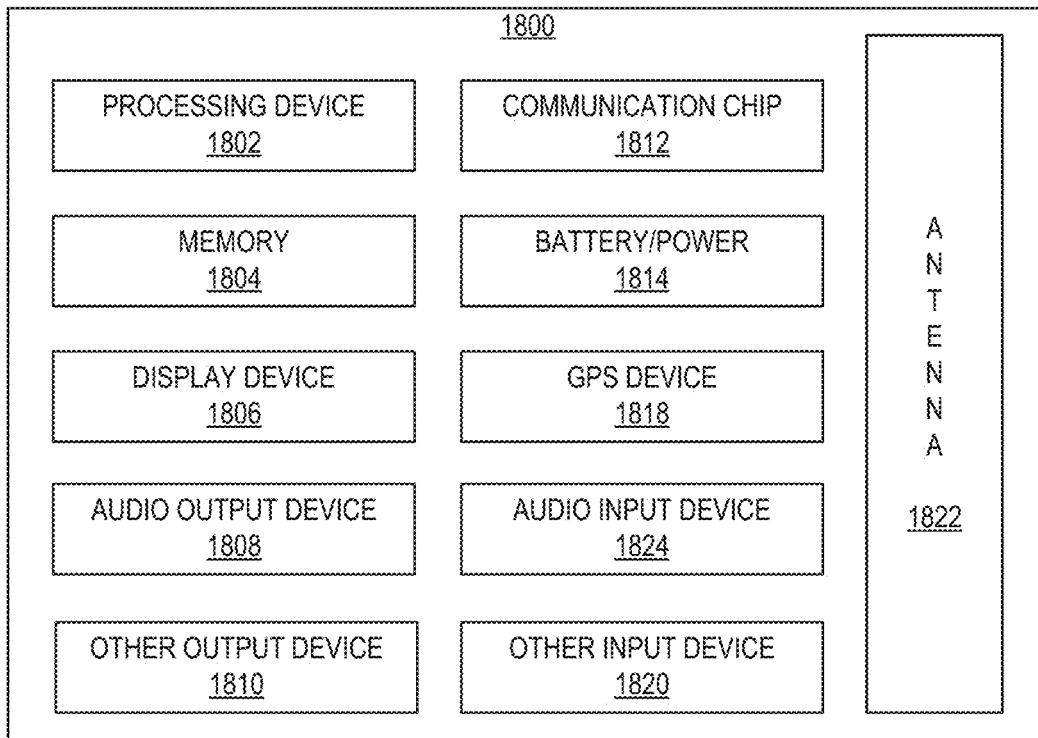 1800
PROCESSING DEVICE
1802
COMMUNICATION CHIP
1812
MEMORY
1804
BATTERY/POWER
1814
DISPLAY DEVICE
1806
GPS DEVICE
1818
AUDIO OUTPUT DEVICE
1808
AUDIO INPUT DEVICE
1824
OTHER OUTPUT DEVICE
1810
OTHER INPUT DEVICE
1820
ANTENNA
1822